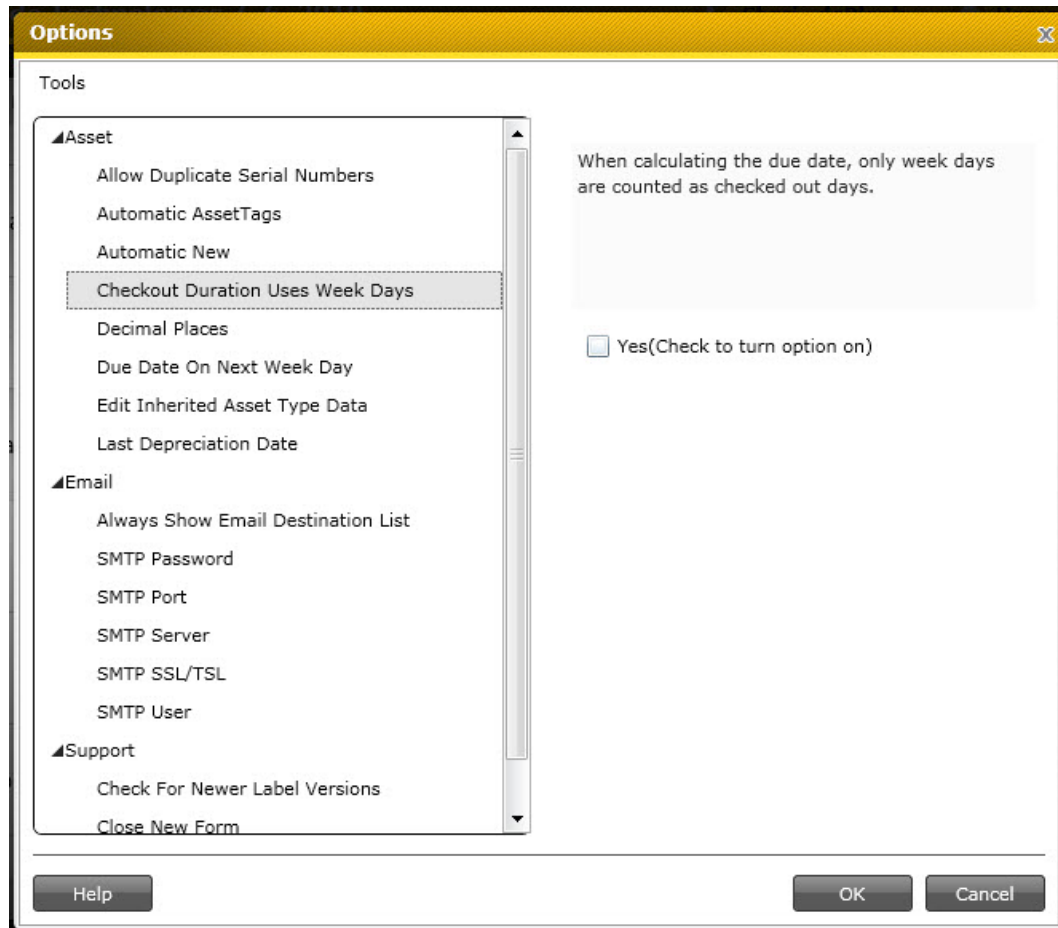 Options
Tools
Asset
Allow Duplicate Serial Numbers
Automatic AssetTags
Automatic New
Checkout Duration Uses Week Days
Decimal Places
Due Date On Next Week Day
Edit Inherited Asset Type Data
Last Depreciation Date
Email
Always Show Email Destination List
SMTP Password
SMTP Port
SMTP Server
SMTP SSL/TSL
SMTP User
Support
Check For Newer Label Versions
Close New Form
When calculating the due date, only week days
are counted as checked out days.
Yes(Check to turn option on)
Help
OK
Cancel